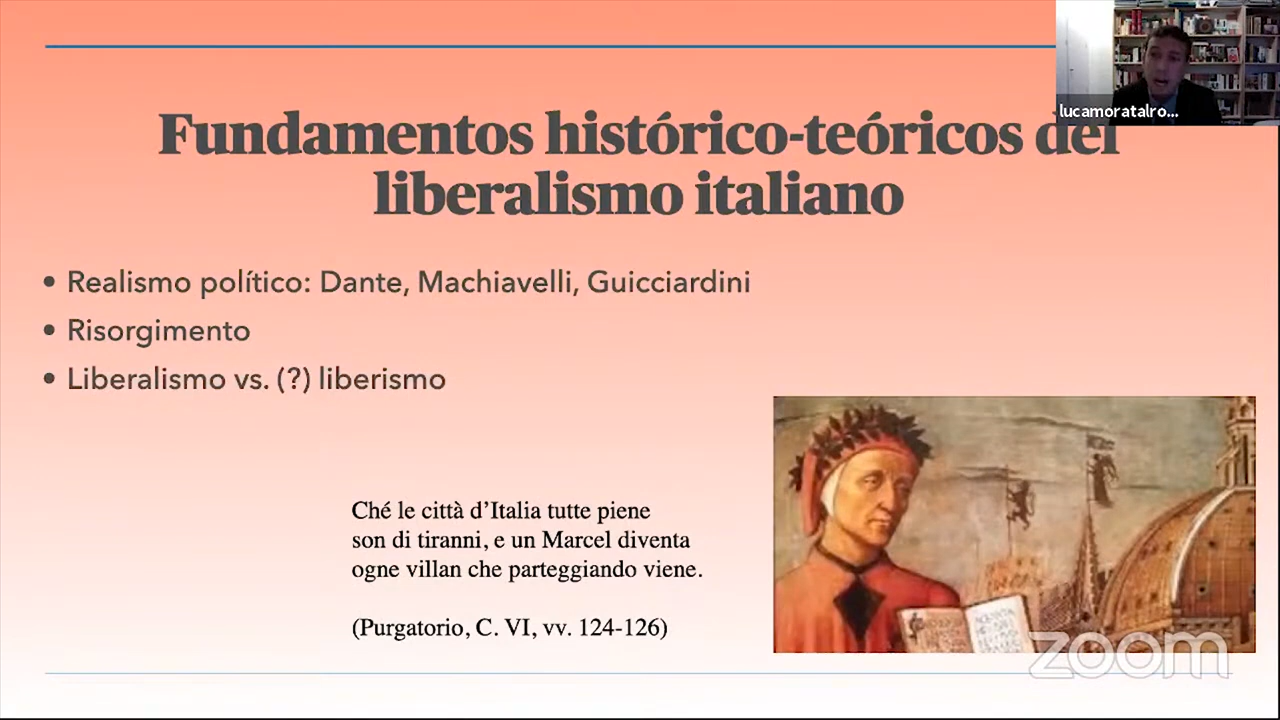 Fundamentos histórico-teóricos del
liberalismo italiano
• Realismo político: Dante, Machiavelli, Guicciardini
• Risorgimento
• Liberalismo vs. (?) liberismo
Ché le città d’Italia tutte piene
son di tiranni, e un Marcel diventa
ogne villan che parteggiando viene.
(Purgatorio, C. VI, vv. 124-126)
lucamoratalro...
zoom